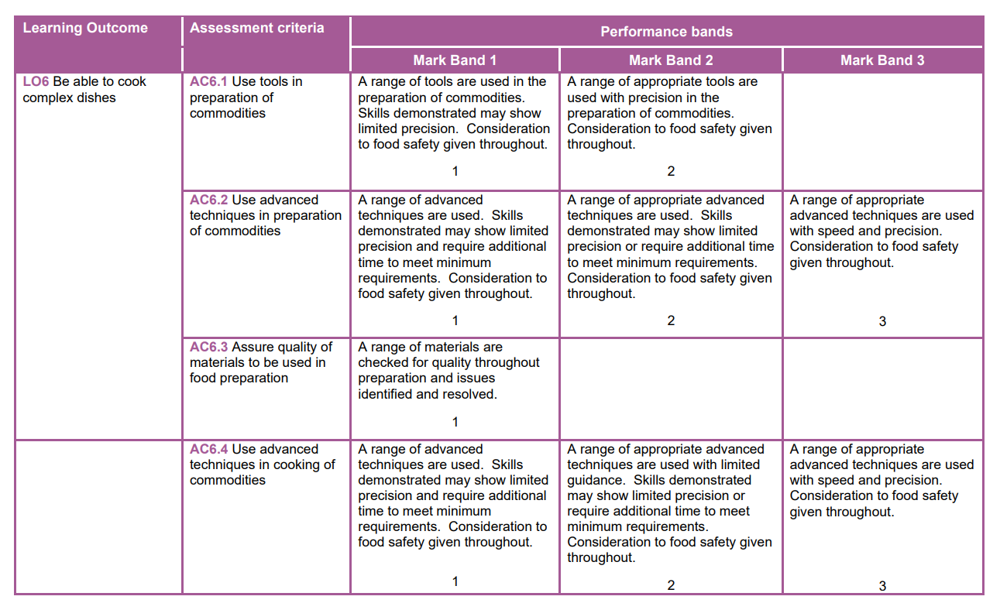 Learning Outcome
Assessment criteria
Performance bands
Mark Band 1
Mark Band 2
Mark Band 3
LO6 Be able to cook
complex dishes
AC6.1 Use tools in
preparation of
commodities
A range of tools are used in the
preparation of commodities.
Skills demonstrated may show
limited precision.  Consideration
to food safety given throughout.
1
A range of appropriate tools are
used with precision in the
preparation of commodities.
Consideration to food safety given
throughout.
2
AC6.2 Use advanced
techniques in preparation
of commodities
A range of advanced
techniques are used.  Skills
demonstrated may show limited
precision and require additional
time to meet minimum
requirements.  Consideration to
food safety given throughout.
1
A range of appropriate advanced
techniques are used.  Skills
demonstrated may show limited
precision or require additional time
to meet minimum requirements.
Consideration to food safety given
throughout.
2
A range of appropriate
advanced techniques are used
with speed and precision.
Consideration to food safety
given throughout.
3
AC6.3 Assure quality of
materials to be used in
food preparation
A range of materials are
checked for quality throughout
preparation and issues
identified and resolved.
1
AC6.4 Use advanced
techniques in cooking of
commodities
A range of advanced
techniques are used.  Skills
demonstrated may show limited
precision and require additional
time to meet minimum
requirements.  Consideration to
food safety given throughout.
1
A range of appropriate advanced
techniques are used with limited
guidance.  Skills demonstrated
may show limited precision or
require additional time to meet
minimum requirements.
Consideration to food safety given
throughout.
2
A range of appropriate
advanced techniques are used
with speed and precision.
Consideration to food safety
given throughout.
3